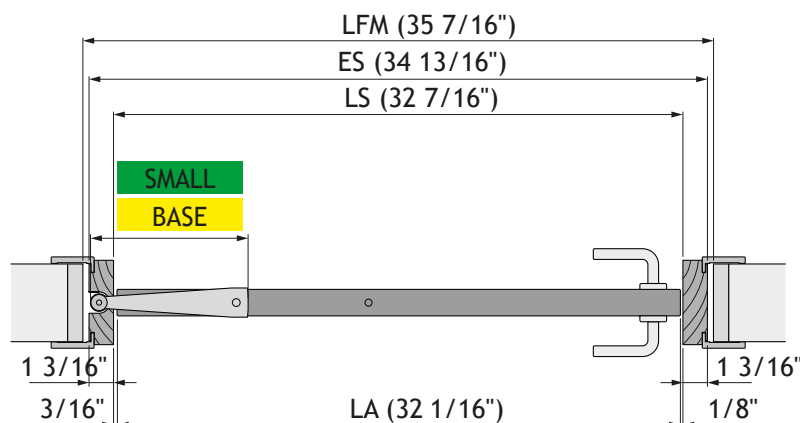 LFM (35 7/16")
ES (34 13/16")
LS (32 7/16")
SMALL
BASE
1 3/16" 1 3/16"
3/16" LA (32 1/16") 1/8"